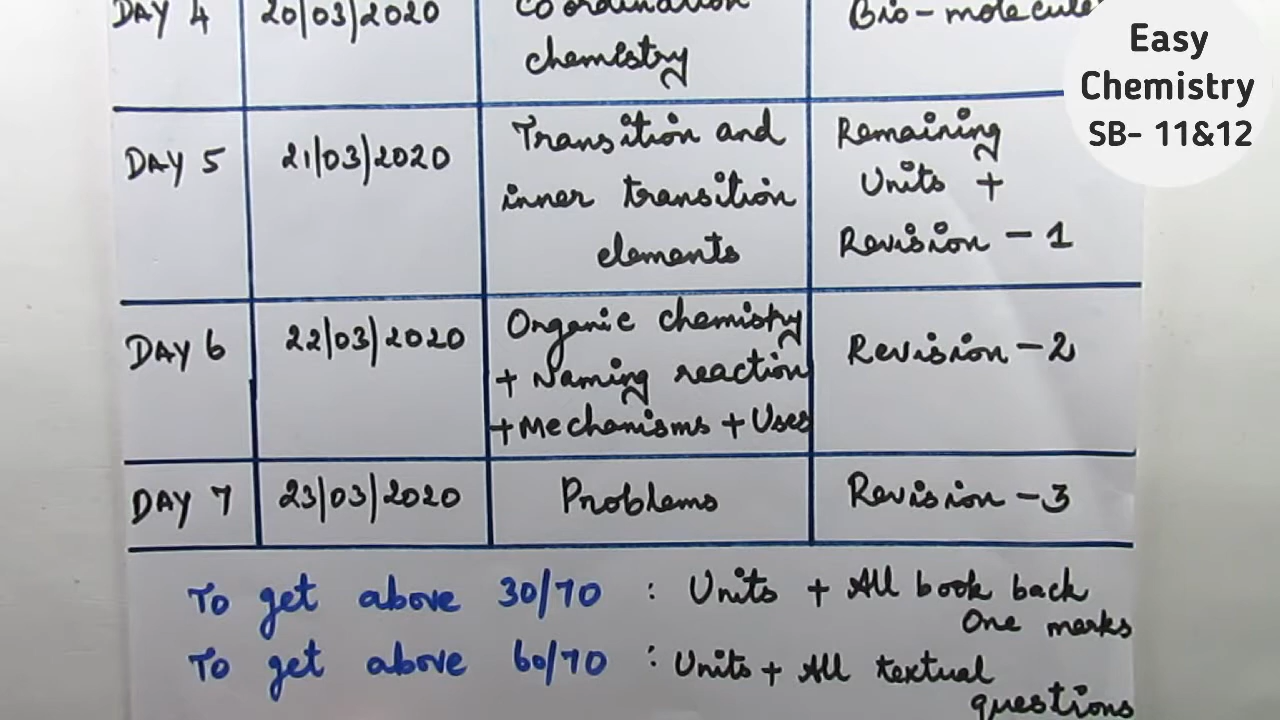 DAY 4 20/03/2020 Coordination Bio-molecule
chemistry
Easy
Chemistry
SB- 11&12
DAY 5 21/03/2020 Transition and Remaining
inner transition Units +
elements Revision - 1
DAY 6 22/03/2020 Organic chemistry Revision - 2
+ Naming reaction
+ Mechanisms + Uses
DAY 7 23/03/2020 Problems Revision - 3
To get above 30/70 : Units + All book back
One marks
To get above 60/70 : Units + All textual
questions